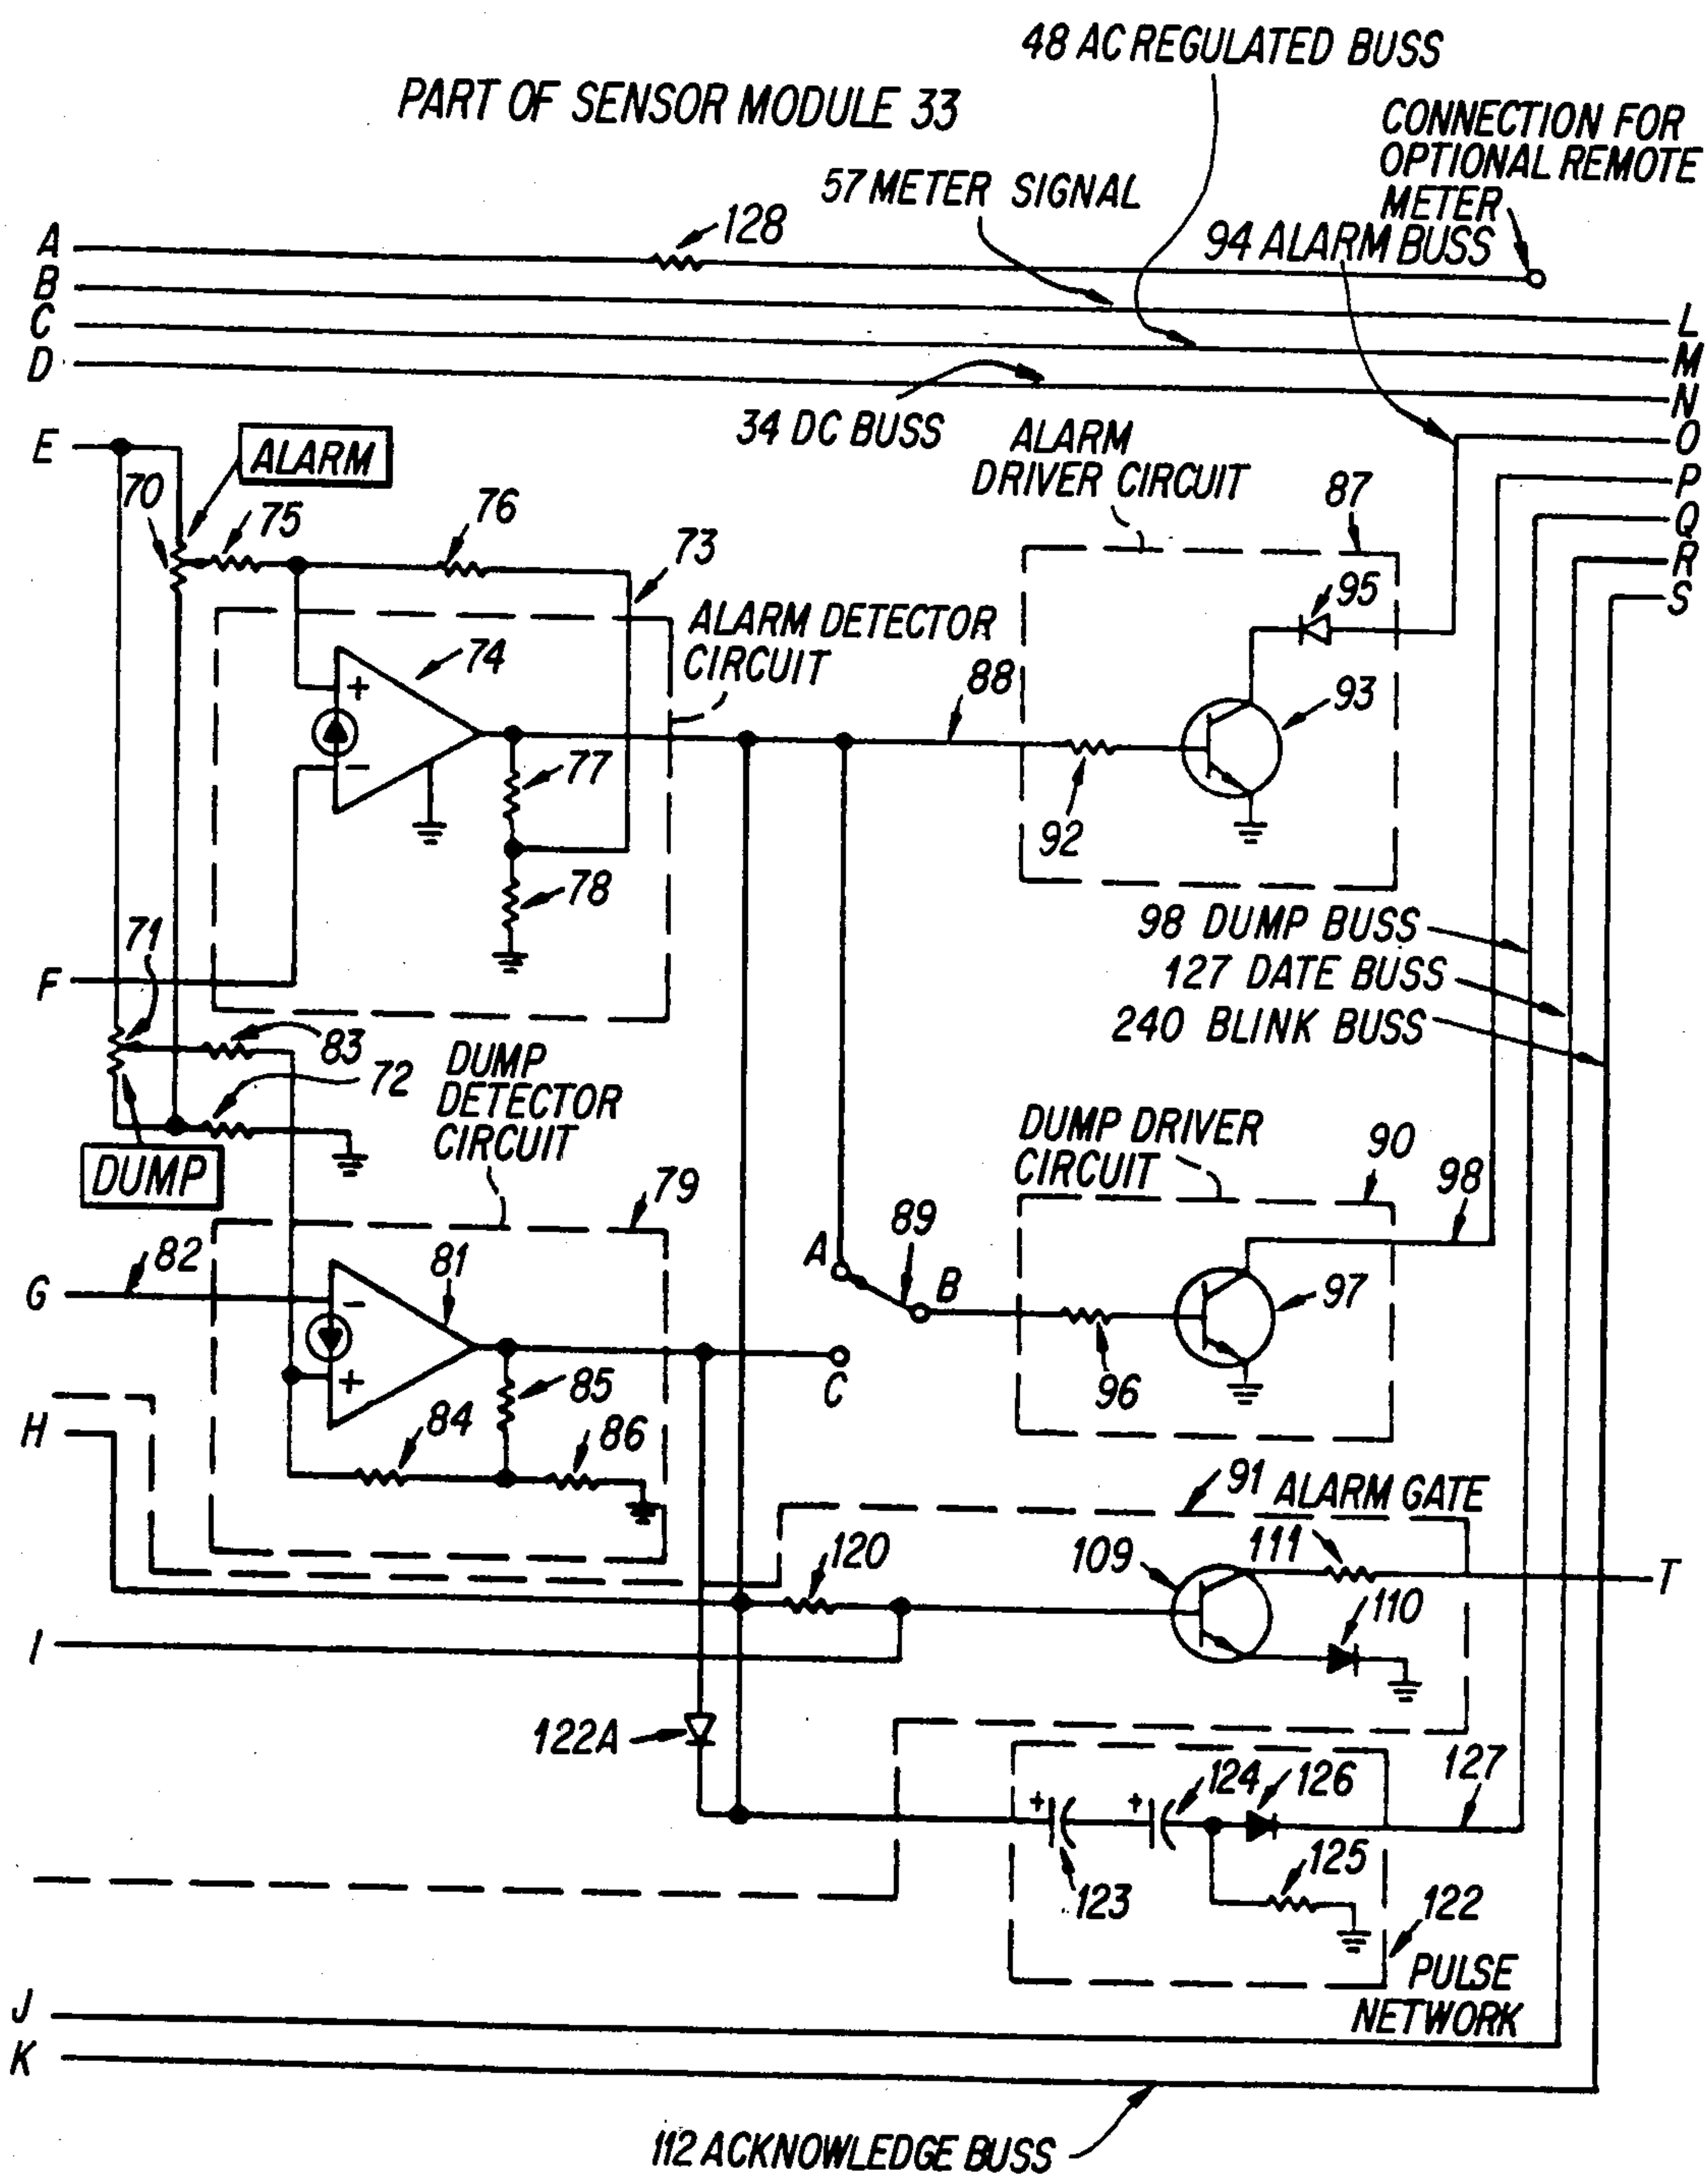 48 AC REGULATED BUSS
PART OF SENSOR MODULE 33
CONNECTION FOR
OPTIONAL REMOTE
METER
57 METER SIGNAL
94 ALARM BUSS
128
A
B
C
D
L
M
N
O
P
Q
R
S
34 DC BUSS
E
ALARM
70
75
76
73
ALARM
DRIVER CIRCUIT
87
95
ALARM DETECTOR
CIRCUIT
74
+
-
88
93
77
92
78
98 DUMP BUSS
127 DATE BUSS
240 BLINK BUSS
71
F
83
72
DUMP
DETECTOR
CIRCUIT
DUMP
79
DUMP DRIVER
CIRCUIT
90
98
82
81
G
-
+
A
89
B
97
C
96
85
84
86
H
91 ALARM GATE
120
109
111
T
110
I
122A
+
+
124
126
127
125
123
122
PULSE
NETWORK
J
K
112 ACKNOWLEDGE BUSS